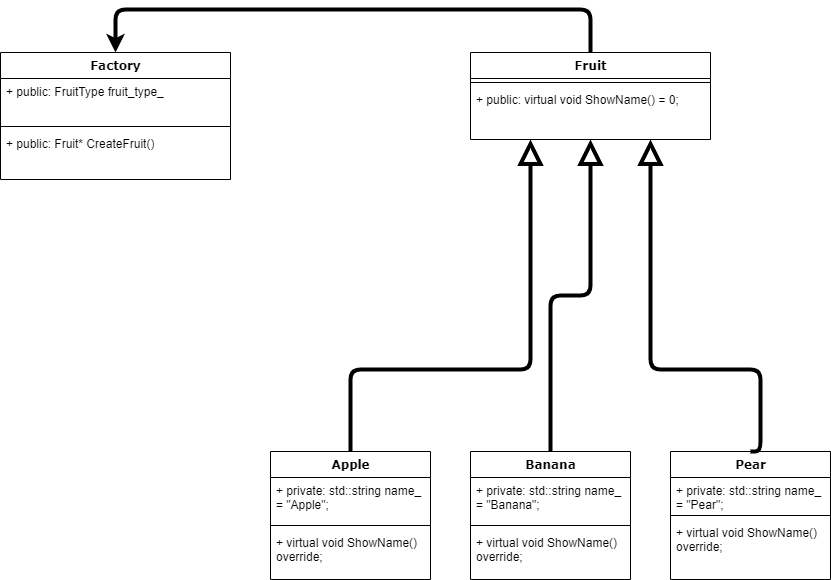 Factory
+ public: FruitType fruit_type_
+ public: Fruit* CreateFruit()
Fruit
+ public: virtual void ShowName() = 0;
Apple
+ private: std::string name_
= "Apple";
+ virtual void ShowName()
override;
Banana
+ private: std::string name_
= "Banana";
+ virtual void ShowName()
override;
Pear
+ private: std::string name_
= "Pear";
+ virtual void ShowName()
override;